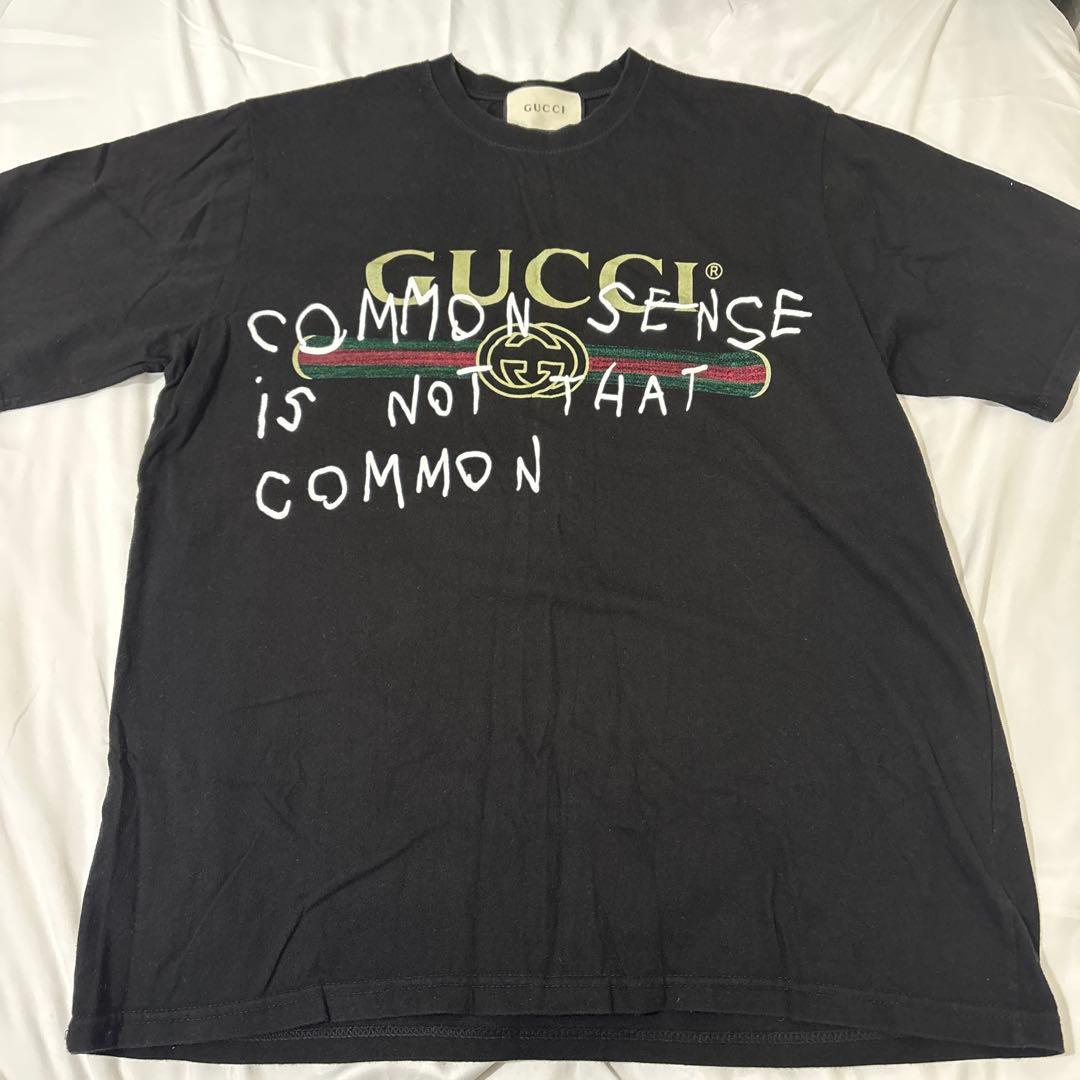 GUCCI
GUCCI®
COMMON SENSE
iS NOT THAT
COMMON